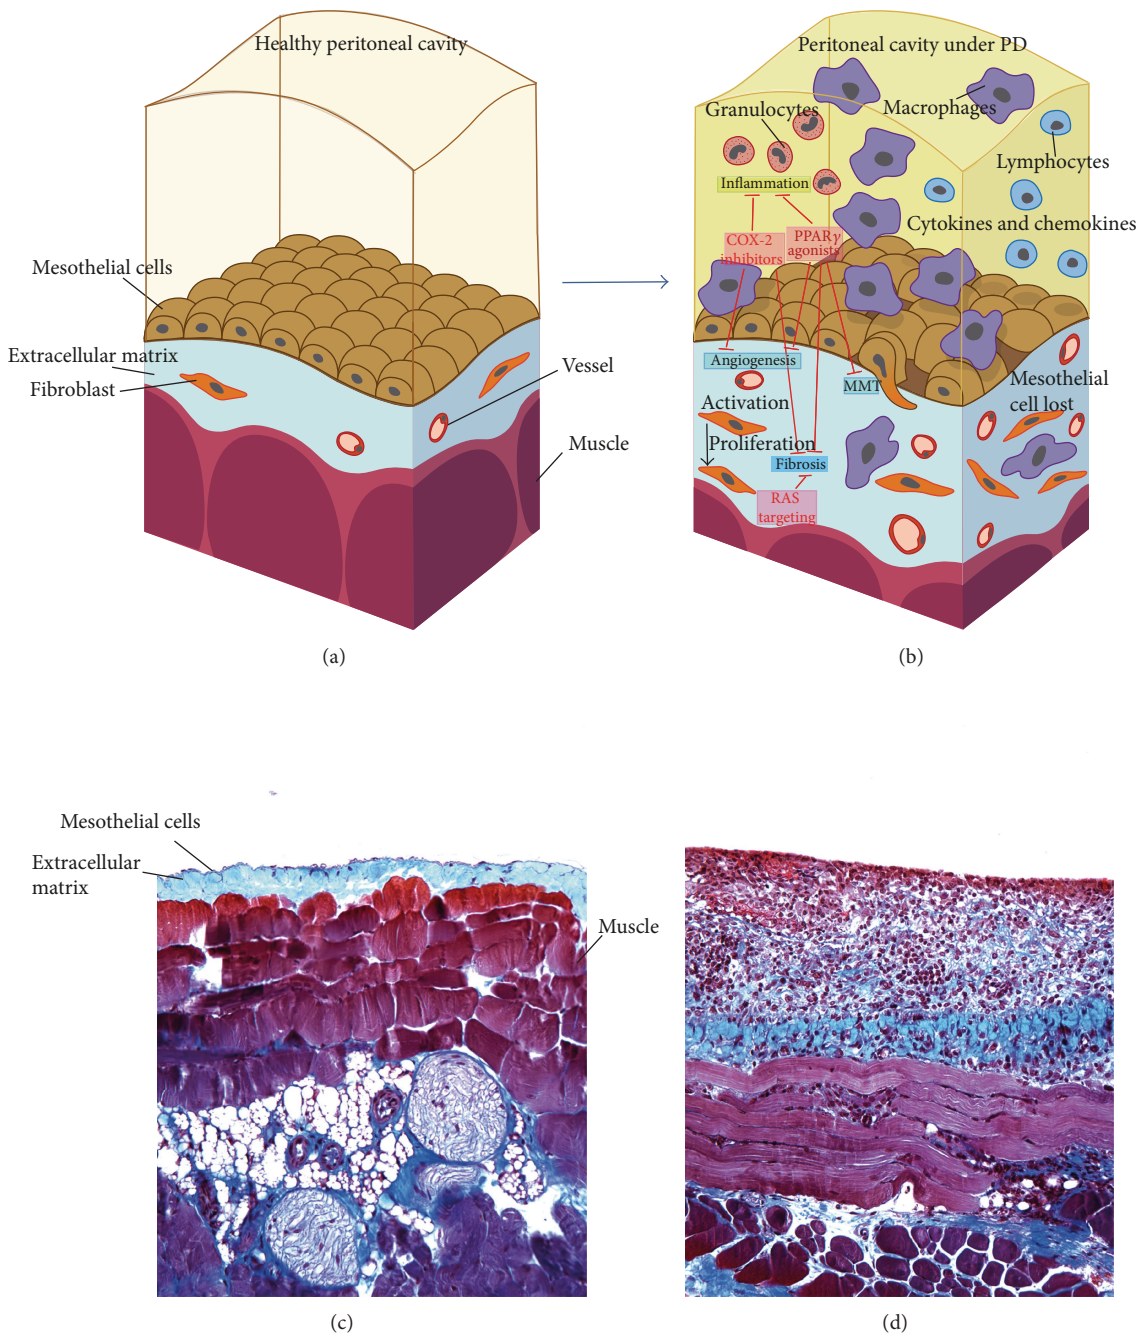 Healthy peritoneal cavity
Mesothelial cells
Extracellular matrix
Fibroblast
Vessel
Muscle
(a)
Peritoneal cavity under PD
Macrophages
Granulocytes
Lymphocytes
Inflammation
Cytokines and chemokines
COX-2
inhibitors
PPARγ
agonists
Angiogenesis
MMT
Mesothelial
cell lost
Activation
Proliferation
Fibrosis
RAS
targeting
(b)
Mesothelial cells
Extracellular
matrix
Muscle
(c)
(d)